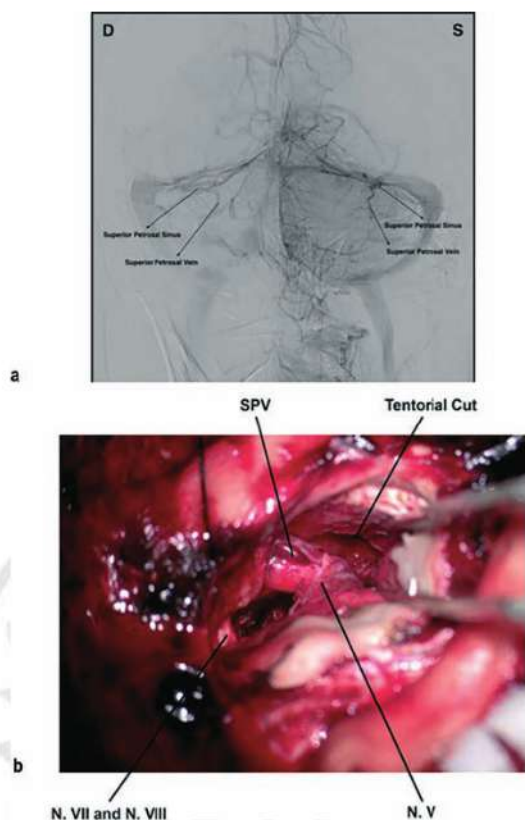 D
S
Superior Petrosal Sinus
Superior Petrosal Vein
Superior Petrosal Sinus
Superior Petrosal Vein
a
SPV
Tentorial Cut
b
N. VII and N. VIII
N. V